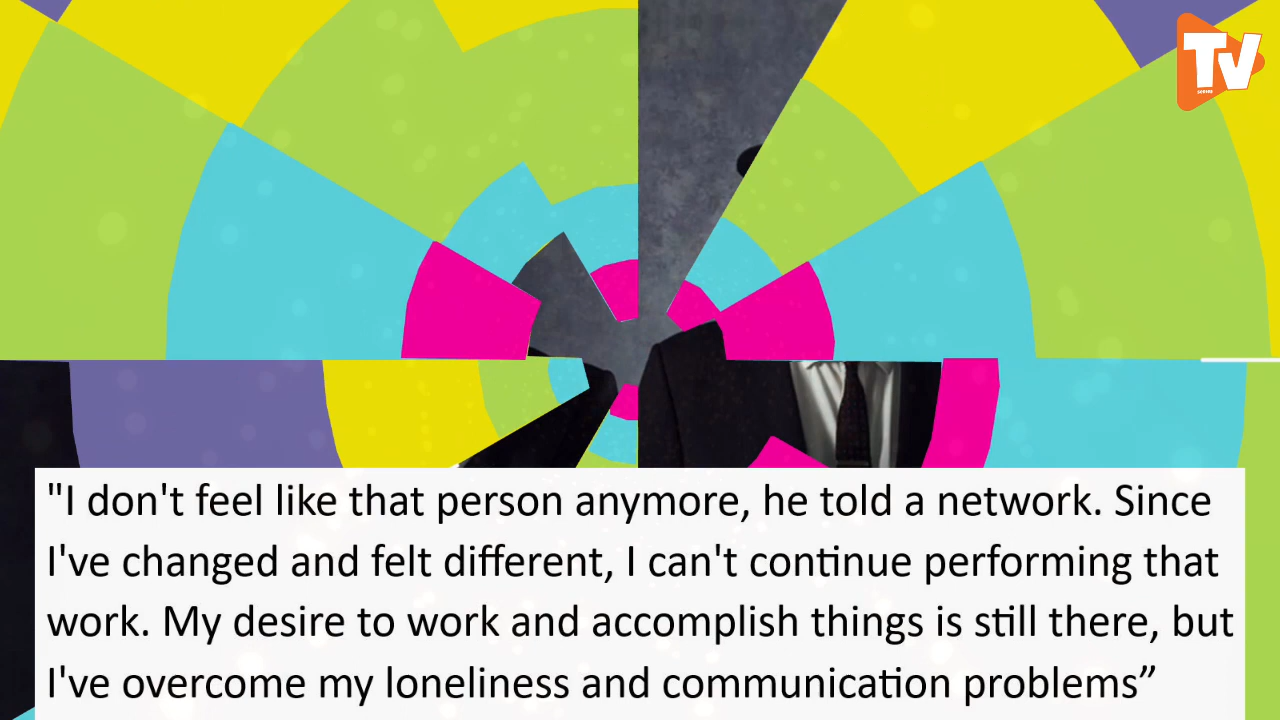 TV
"I don't feel like that person anymore, he told a network. Since
I've changed and felt different, I can't continue performing that
work. My desire to work and accomplish things is still there, but
I've overcome my loneliness and communication problems”